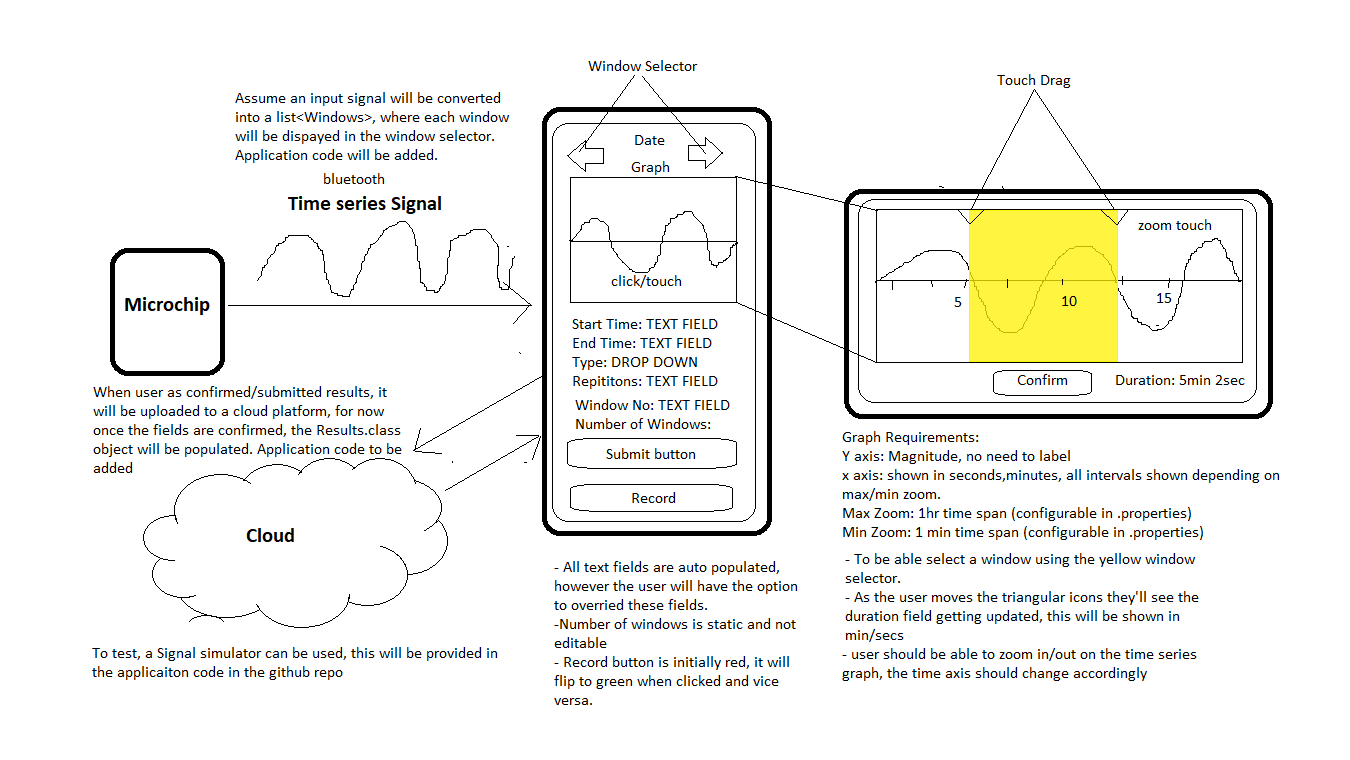 Window Selector
Touch Drag
Assume an input signal will be converted
into a list<Windows>, where each window
will be dispayed in the window selector.
Application code will be added.
bluetooth
Time series Signal
Microchip
Date
Graph
click/touch
Start Time: TEXT FIELD
End Time: TEXT FIELD
Type: DROP DOWN
Repititons: TEXT FIELD
Window No: TEXT FIELD
Number of Windows:
Submit button
Record
zoom touch
5
10
15
Confirm
Duration: 5min 2sec
When user as confirmed/submitted results, it
will be uploaded to a cloud platform, for now
once the fields are confirmed, the Results.class
object will be populated. Application code to be
added
Cloud
To test, a Signal simulator can be used, this will be provided in
the applicaiton code in the github repo
- All text fields are auto populated,
however the user will have the option
to overried these fields.
-Number of windows is static and not
editable
- Record button is initially red, it will
flip to green when clicked and vice
versa.
Graph Requirements:
Y axis: Magnitude, no need to label
x axis: shown in seconds,minutes, all intervals shown depending on
max/min zoom.
Max Zoom: 1hr time span (configurable in .properties)
Min Zoom: 1 min time span (configurable in .properties)
- To be able select a window using the yellow window
selector.
- As the user moves the triangular icons they'll see the
duration field getting updated, this will be shown in
min/secs
- user should be able to zoom in/out on the time series
graph, the time axis should change accordingly